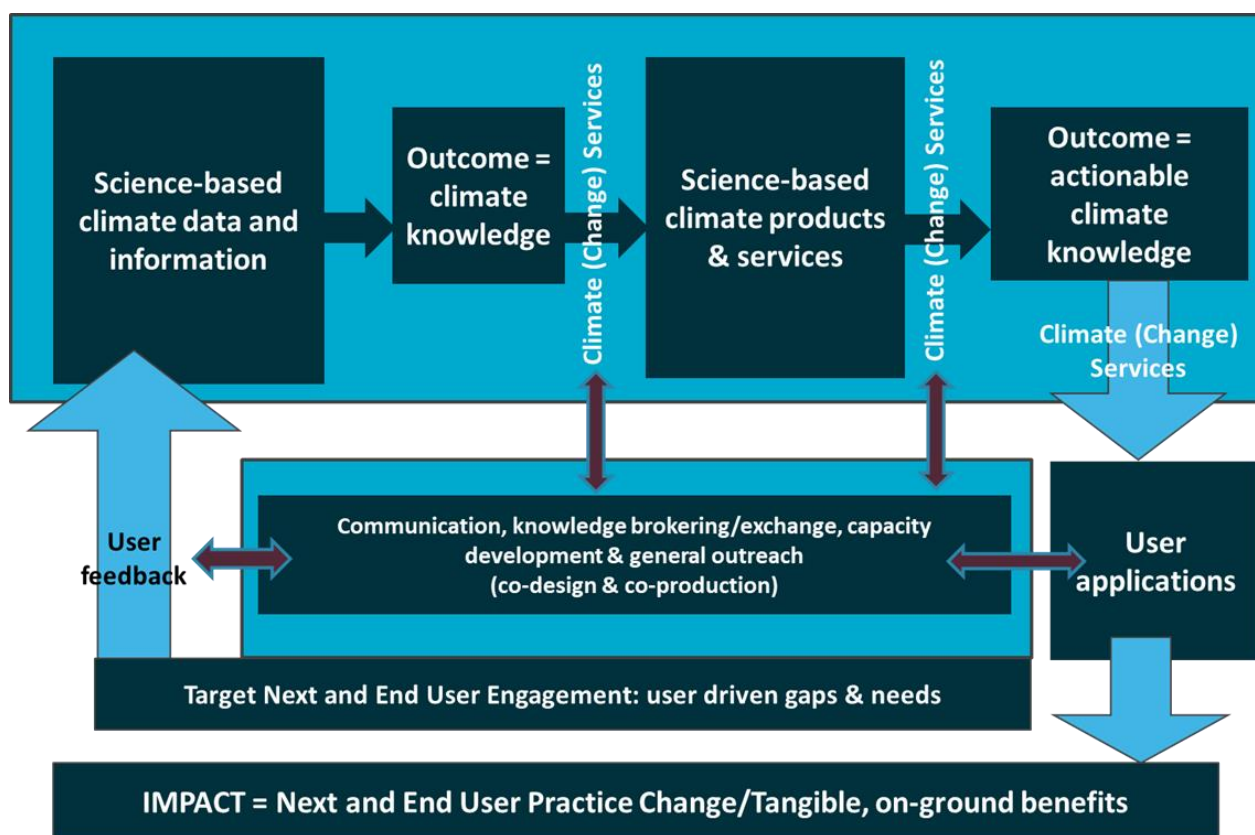 Science-based
climate data and
information
Outcome =
climate
knowledge
Climate (Change) Services
Science-based
climate products
& services
Climate (Change) Services
Outcome =
actionable
climate
knowledge
Climate (Change)
Services
User
feedback
Communication, knowledge brokering/exchange, capacity
development & general outreach
(co-design & co-production)
User
applications
Target Next and End User Engagement: user driven gaps & needs
IMPACT = Next and End User Practice Change/Tangible, on-ground benefits